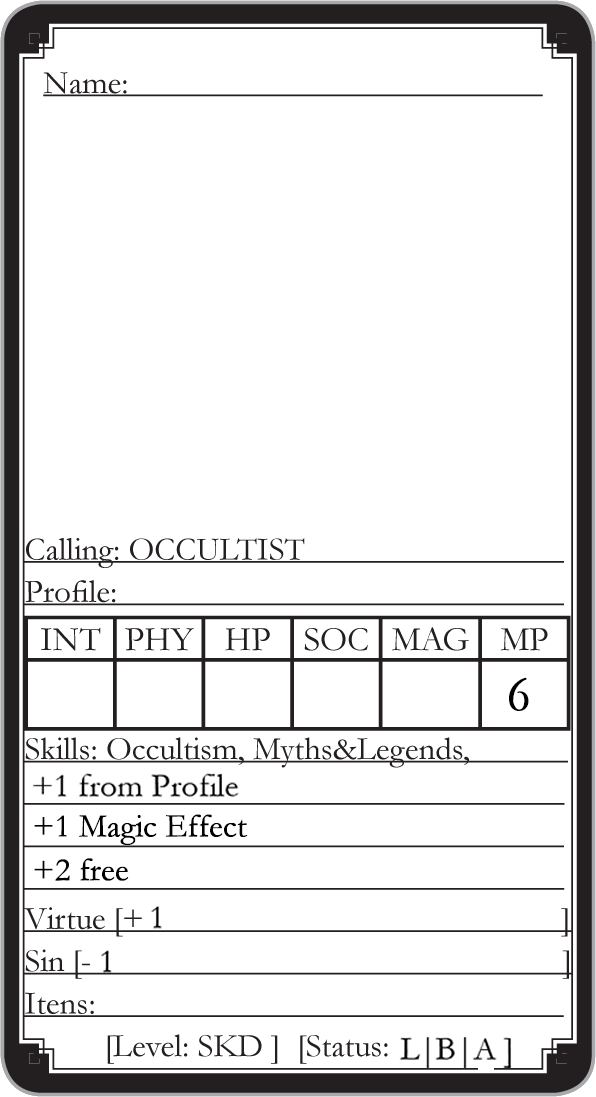 Name:
Calling: OCCULTIST
Profile:
INT PHY HP SOC MAG MP
6
Skills: Occultism, Myths&Legends,
+1 from Profile
+1 Magic Effect
+2 free
Virtue [+ 1 ]
Sin [- 1 ]
Itens:
[Level: SKD ] [Status: L|B|A ]